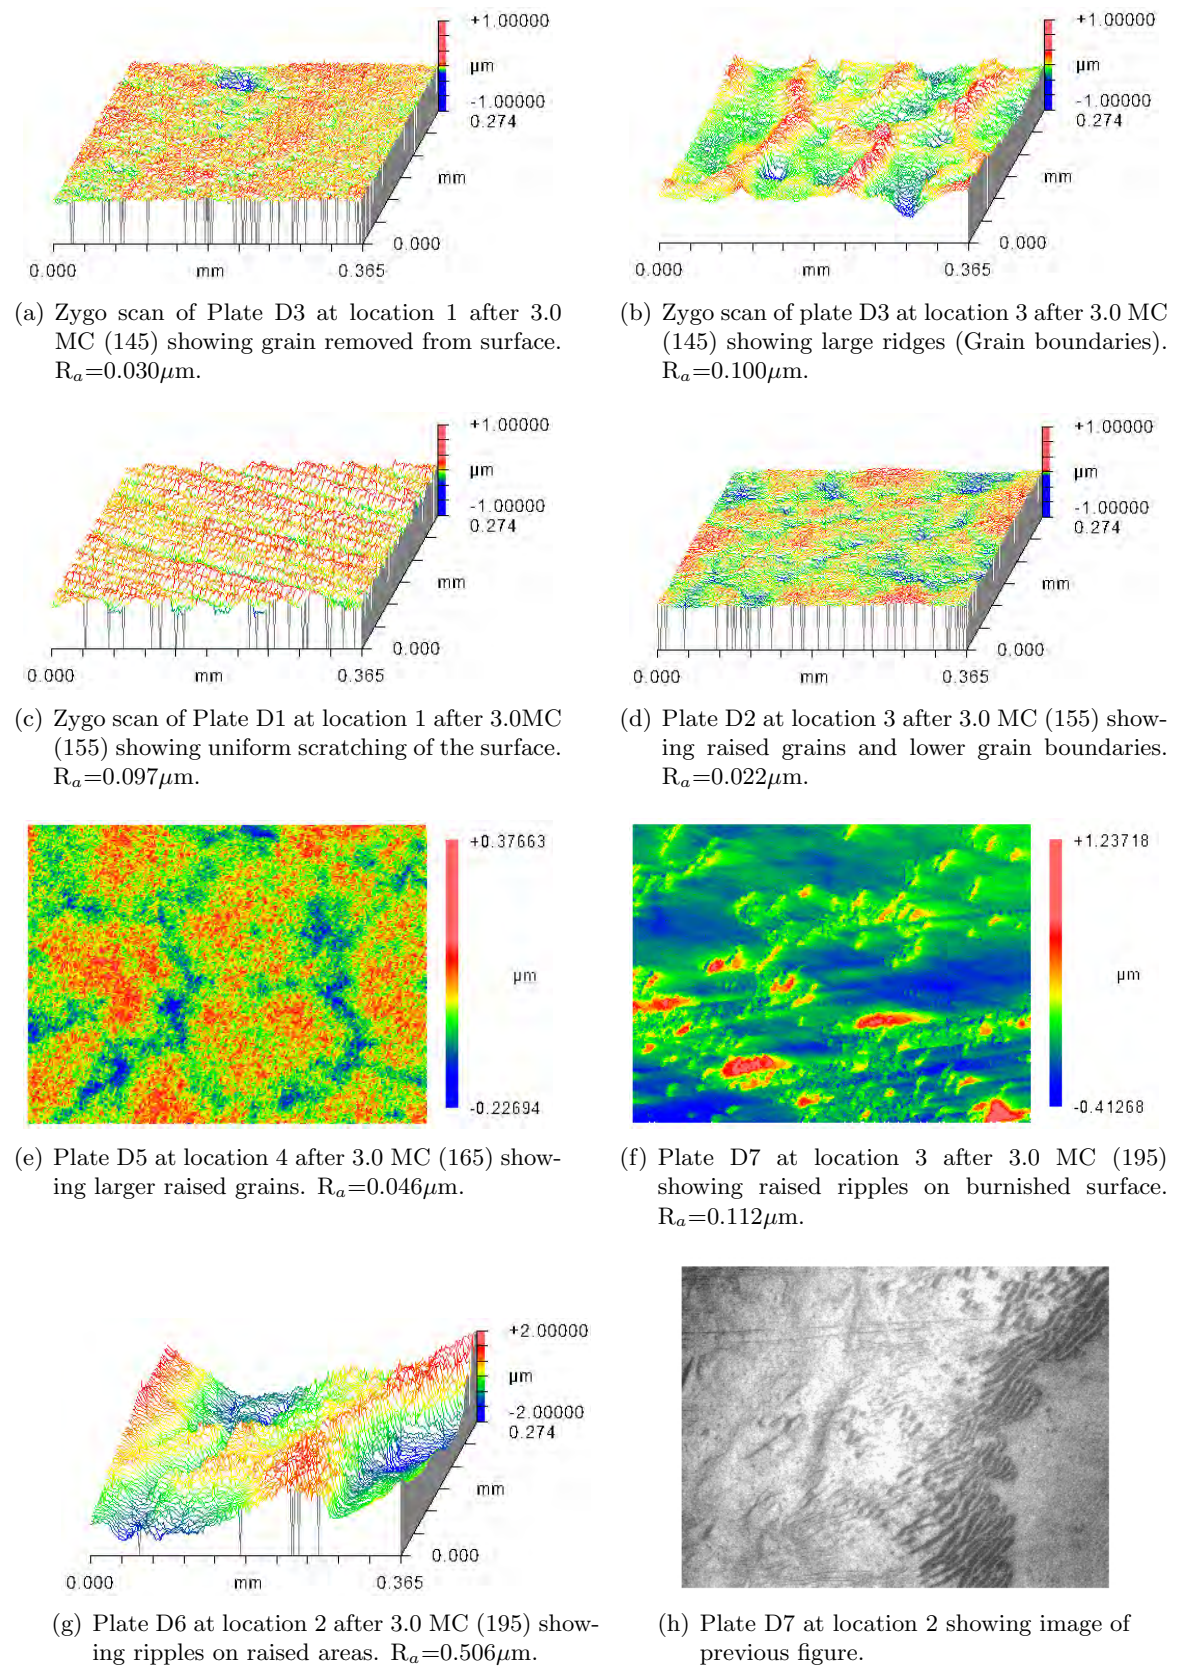 +1.00000
µm
-1.00000
0.274
mm
0.000
0.000 mm 0.365
+1.00000
µm
-1.00000
0.274
mm
0.000
0.000 mm 0.365
(a) Zygo scan of Plate D3 at location 1 after 3.0
MC (145) showing grain removed from surface.
Rₐ=0.030µm.
(b) Zygo scan of plate D3 at location 3 after 3.0 MC
(145) showing large ridges (Grain boundaries).
Rₐ=0.100µm.
+1.00000
µm
-1.00000
0.274
mm
0.000
0.000 mm 0.365
+1.00000
µm
-1.00000
0.274
mm
0.000
0.000 mm 0.365
(c) Zygo scan of Plate D1 at location 1 after 3.0MC
(155) showing uniform scratching of the surface.
Rₐ=0.097µm.
(d) Plate D2 at location 3 after 3.0 MC (155) show-
ing raised grains and lower grain boundaries.
Rₐ=0.022µm.
+0.37663
µm
-0.22694
+1.23718
µm
-0.41268
(e) Plate D5 at location 4 after 3.0 MC (165) show-
ing larger raised grains. Rₐ=0.046µm.
(f) Plate D7 at location 3 after 3.0 MC (195)
showing raised ripples on burnished surface.
Rₐ=0.112µm.
+2.00000
µm
-2.00000
0.274
mm
0.000
0.000 mm 0.365
(g) Plate D6 at location 2 after 3.0 MC (195) show-
ing ripples on raised areas. Rₐ=0.506µm.
(h) Plate D7 at location 2 showing image of
previous figure.